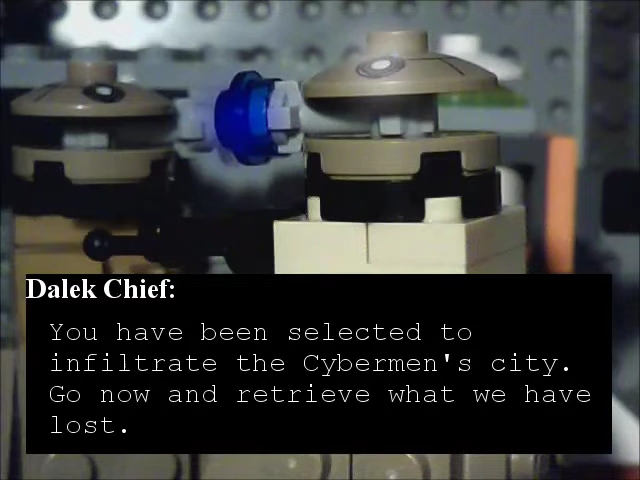 Dalek Chief:
You have been selected to
infiltrate the Cybermen's city.
Go now and retrieve what we have
lost.